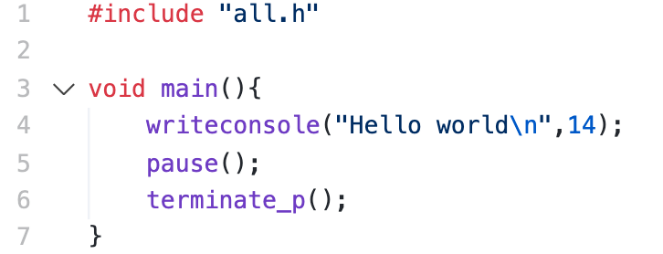 1 #include "all.h"
2
3 void main(){
4 writeconsole("Hello world\n",14);
5 pause();
6 terminate_p();
7 }